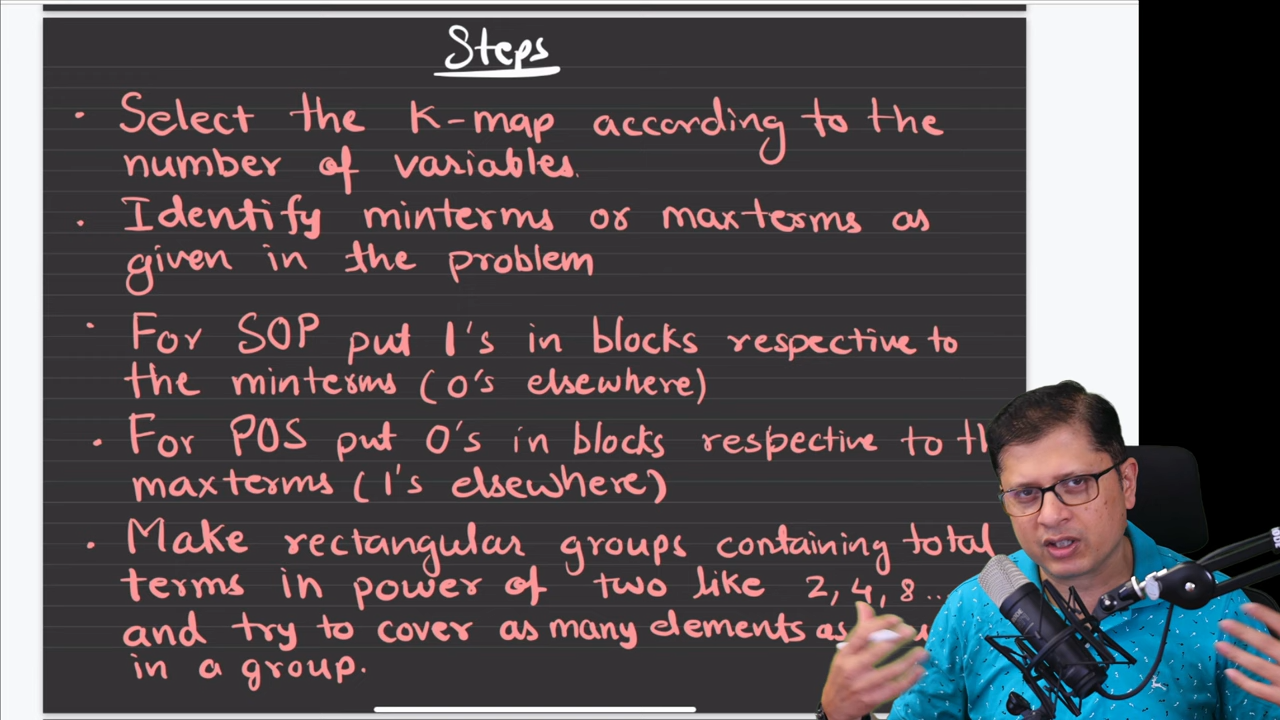 Steps
· Select the K-map according to the
number of variables.
· Identify minterms or maxterms as
given in the problem
· For SOP put 1's in blocks respective to
the minterms (0's elsewhere)
· For POS put 0's in blocks respective to
maxterms (1's elsewhere)
· Make rectangular groups containing total
terms in power of two like 2, 4, 8..
and try to cover as many elements as
in a group.